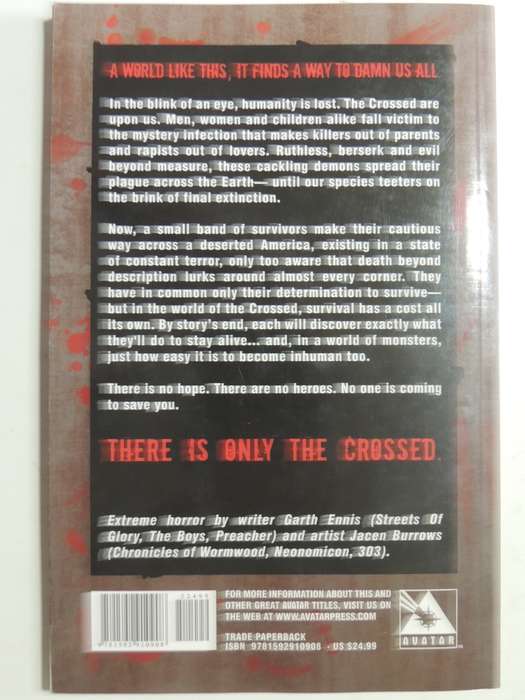 A WORLD LIKE THIS, IT FINDS A WAY TO DAMN US ALL
In the blink of an eye, humanity is lost. The Crossed are
upon us. Men, women and children alike fall victim to
the mystery infection that makes killers out of parents
and rapists out of lovers. Ruthless, berserk and evil
beyond measure, these cackling demons spread their
plague across the Earth— until our species teeters on
the brink of final extinction.
Now, a small band of survivors make their cautious
way across a deserted America, existing in a state
of constant terror, only too aware that death beyond
description lurks around almost every corner. They
have in common only their determination to survive—
but in the world of the Crossed, survival has a cost all
its own. By story's end, each will discover exactly what
they'll do to stay alive... and, in a world of monsters,
just how easy it is to become inhuman too.
There is no hope. There are no heroes. No one is coming
to save you.
THERE IS ONLY THE CROSSED.
Extreme horror by writer Garth Ennis (Streets Of
Glory, The Boys, Preacher) and artist Jacen Burrows
(Chronicles of Wormwood, Neonomicon, 303).
52499
9781592910908
FOR MORE INFORMATION ABOUT THIS AND
OTHER GREAT AVATAR TITLES, VISIT US ON
THE WEB AT WWW.AVATARPRESS.COM
TRADE PAPERBACK
ISBN 9781592910908 - US $24.99
AVATAR